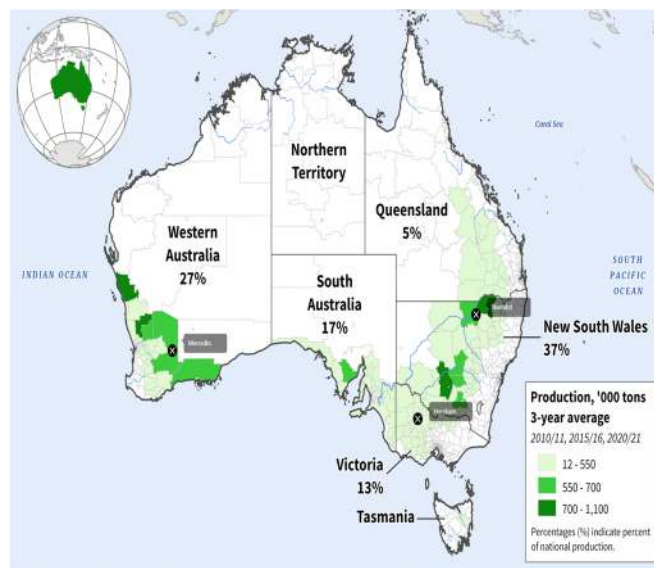 Coral Sea
Northern
Territory
Queensland
5%
Western
Australia
27%
INDIAN OCEAN
South
Australia
17%
SOUTH
PACIFIC
OCEAN
New South Wales
37%
Merredin
Production, '000 tons
3-year average
2010/11, 2015/16, 2020/21
12 - 550
550 - 700
700 - 1,100
Percentages (%) indicate percent
of national production.
Victoria
13%
Tasmania